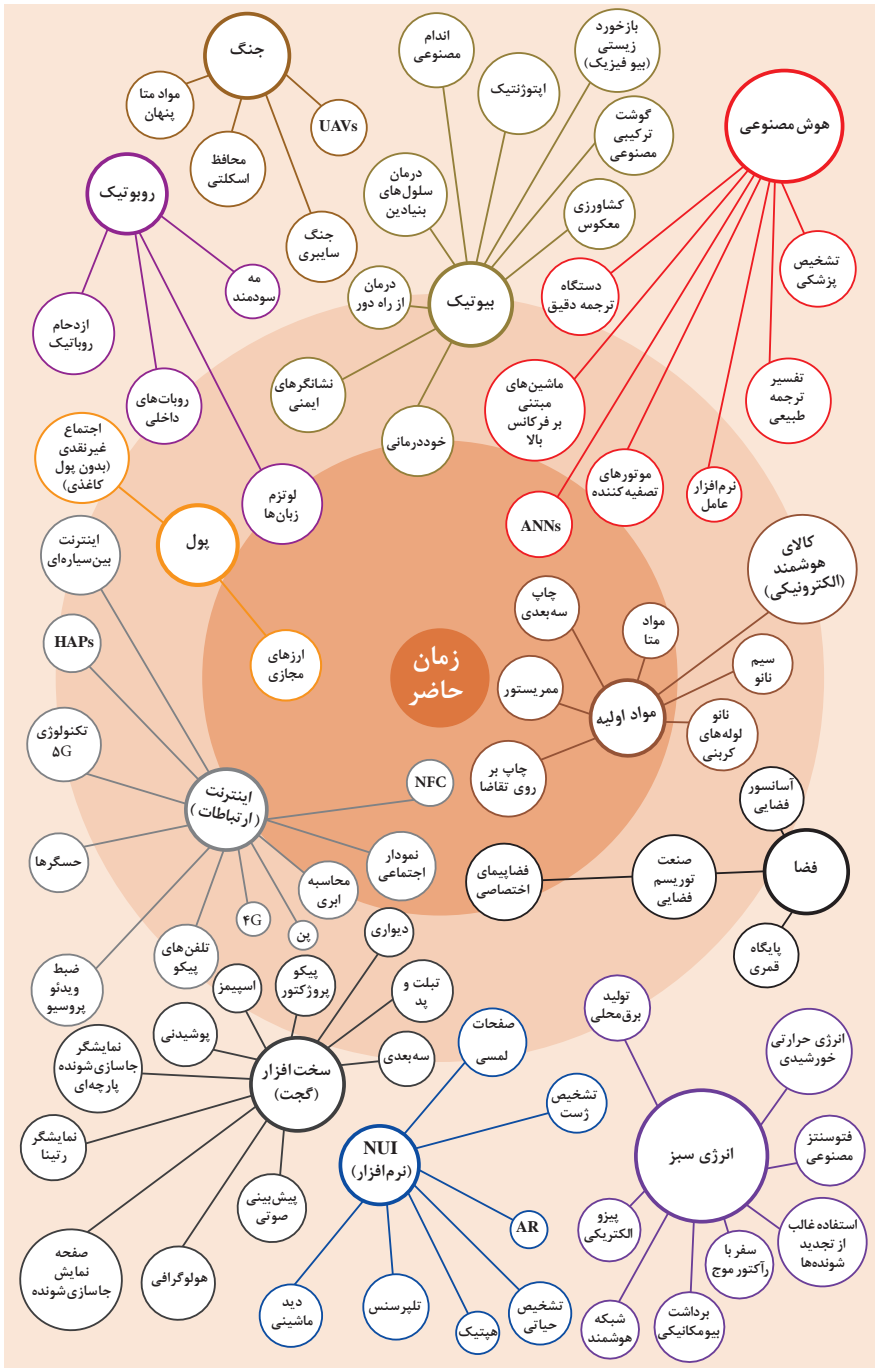 جنگ
مواد متا
پنهان
محافظ
اسکلتی
جنگ
سایبری
UAVs
روبوتیک
ازدحام
روباتیک
روبات‌های
داخلی
لوتزم
زبان‌ها
مه
سودمند
بیوتیک
اندام
مصنوعی
اپتوژنتیک
بازخورد
زیستی
(بیو فیزیک)
گوشت
ترکیبی
مصنوعی
کشاورزی
معکوس
درمان
سلول‌های
بنیادین
درمان
از راه دور
نشانگرهای
ایمنی
خوددرمانی
هوش مصنوعی
تشخیص
پزشکی
تفسیر
ترجمه
طبیعی
نرم‌افزار
عامل
موتورهای
تصفیه‌کننده
ANNs
ماشین‌های
مبتنی
بر فرکانس
بالا
دستگاه
ترجمه دقیق
پول
اجتماع
غیرنقدی
(بدون پول
کاغذی)
ارزهای
مجازی
زمان
حاضر
مواد اولیه
چاپ
سه‌بعدی
مواد
متا
کالای
هوشمند
(الکترونیکی)
سیم
نانو
نانو
لوله‌های
کربنی
ممریستور
چاپ بر
روی تقاضا
فضا
آسانسور
فضایی
صنعت
توریسم
فضایی
فضاپیمای
اختصاصی
پایگاه
قمری
اینترنت
(ارتباطات)
اینترنت
بین‌سیاره‌ای
HAPs
تکنولوژی
۵G
حسگرها
ضبط
ویدئو
پروسیو
تلفن‌های
پیکو
۴G
پن
محاسبه
ابری
نمودار
اجتماعی
NFC
سخت‌افزار
(گجت)
دیواری
پیکو
پروژکتور
اسپیمز
تبلت و
پد
سه‌بعدی
پوشیدنی
نمایشگر
جاسازی‌شونده
پارچه‌ای
نمایشگر
رتینا
صفحه
نمایش
جاسازی‌شونده
هولوگرافی
پیش‌بینی
صوتی
NUI
(نرم‌افزار)
صفحات
لمسی
تشخیص
ژست
AR
تشخیص
حیاتی
هپتیک
تلپرسنس
دید
ماشینی
انرژی سبز
تولید
برق‌محلی
انرژی حرارتی
خورشیدی
فتوسنتز
مصنوعی
استفاده غالب
از تجدید
شونده‌ها
سفر با
رآکتور موج
برداشت
بیومکانیکی
شبکه
هوشمند
پیزو
الکتریکی